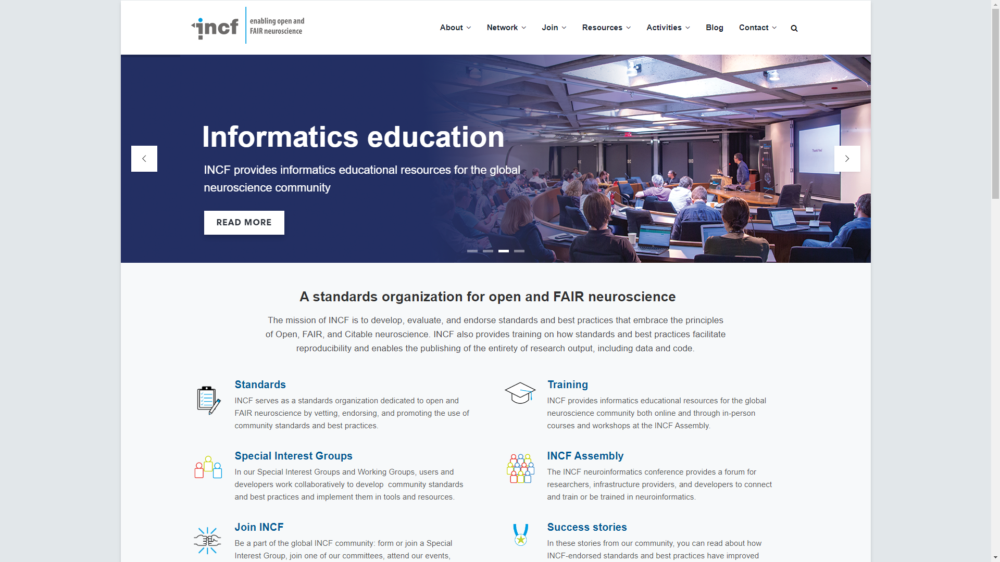 incf
enabling open and
FAIR neuroscience
About
Network
Join
Resources
Activities
Blog
Contact
Informatics education
INCF provides informatics educational resources for the global
neuroscience community
READ MORE
Thank You!
A standards organization for open and FAIR neuroscience
The mission of INCF is to develop, evaluate, and endorse standards and best practices that embrace the principles
of Open, FAIR, and Citable neuroscience. INCF also provides training on how standards and best practices facilitate
reproducibility and enables the publishing of the entirety of research output, including data and code.
Standards
INCF serves as a standards organization dedicated to open and
FAIR neuroscience by vetting, endorsing, and promoting the use of
community standards and best practices.
Training
INCF provides informatics educational resources for the global
neuroscience community both online and through in-person
courses and workshops at the INCF Assembly.
Special Interest Groups
In our Special Interest Groups and Working Groups, users and
developers work collaboratively to develop  community standards
and best practices and implement them in tools and resources.
INCF Assembly
The INCF neuroinformatics conference provides a forum for
researchers, infrastructure providers, and developers to connect
and train or be trained in neuroinformatics.
Join INCF
Be a part of the global INCF community: form or join a Special
Interest Group, join one of our committees, attend our events,
Success stories
In these stories from our community, you can read about how
INCF-endorsed standards and best practices have improved